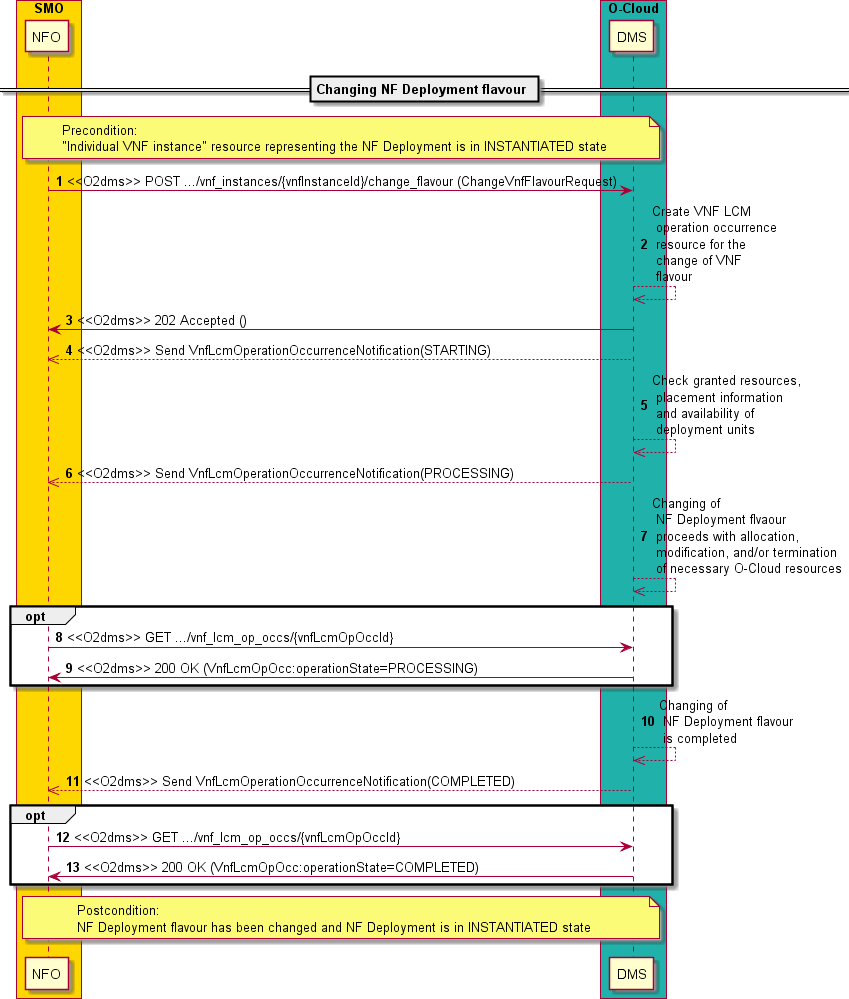 SMO
O-Cloud
NFO
DMS
Changing NF Deployment flavour
Precondition:
"Individual VNF instance" resource representing the NF Deployment is in INSTANTIATED state
1 <<O2dms>> POST .../vnf_instances/{vnfInstanceId}/change_flavour (ChangeVnfFlavourRequest)
Create VNF LCM
operation occurrence
2 resource for the
change of VNF
flavour
3 <<O2dms>> 202 Accepted ()
4 <<O2dms>> Send VnfLcmOperationOccurrenceNotification(STARTING)
Check granted resources,
placement information
5 and availability of
deployment units
6 <<O2dms>> Send VnfLcmOperationOccurrenceNotification(PROCESSING)
Changing of
NF Deployment flvaour
7 proceeds with allocation,
modification, and/or termination
of necessary O-Cloud resources
opt
8 <<O2dms>> GET .../vnf_lcm_op_occs/{vnfLcmOpOccId}
9 <<O2dms>> 200 OK (VnfLcmOpOcc:operationState=PROCESSING)
Changing of
10 NF Deployment flavour
is completed
11 <<O2dms>> Send VnfLcmOperationOccurrenceNotification(COMPLETED)
opt
12 <<O2dms>> GET .../vnf_lcm_op_occs/{vnfLcmOpOccId}
13 <<O2dms>> 200 OK (VnfLcmOpOcc:operationState=COMPLETED)
Postcondition:
NF Deployment flavour has been changed and NF Deployment is in INSTANTIATED state
NFO
DMS